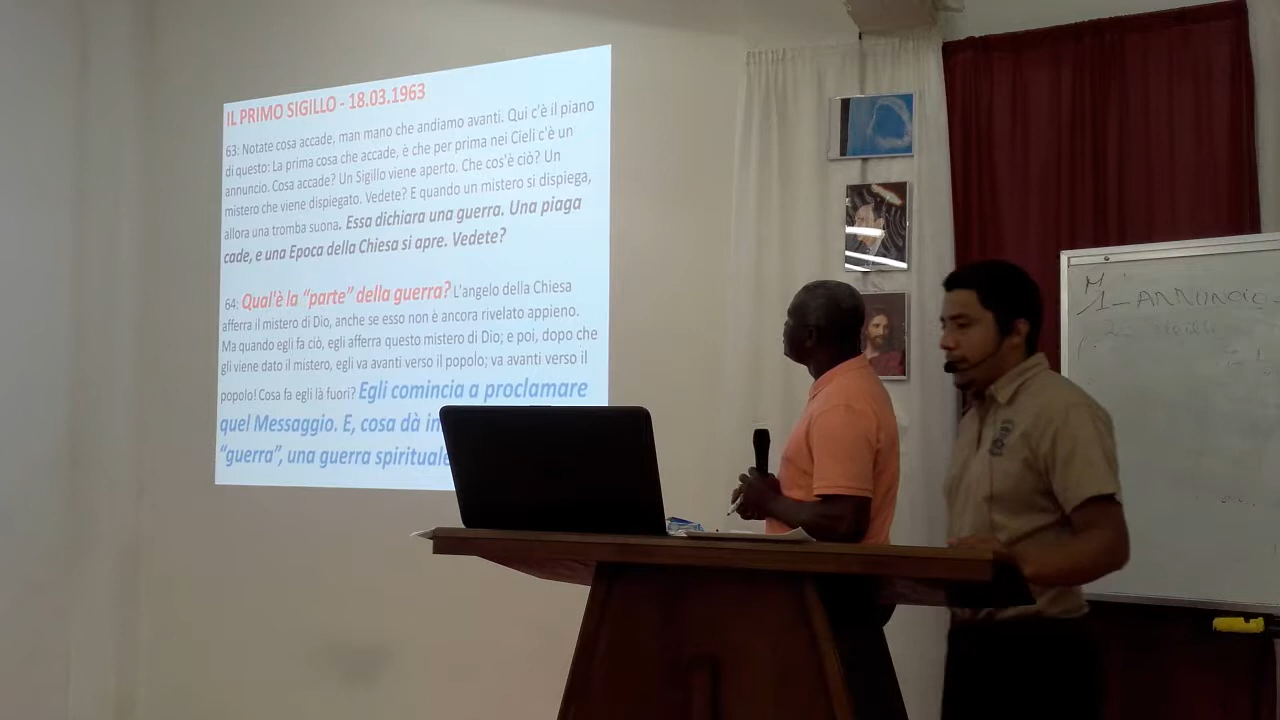 IL PRIMO SIGILLO - 18.03.1963
63: Notate cosa accade, man mano che andiamo avanti. Qui c'è il piano
di questo: La prima cosa che accade, è che per prima nei Cieli c'è un
annuncio. Cosa accade? Un Sigillo viene aperto. Che cos'è ciò? Un
mistero che viene dispiegato. Vedete? E quando un mistero si dispiega,
allora una tromba suona. Essa dichiara una guerra. Una piaga
cade, e una Epoca della Chiesa si apre. Vedete?
64: Qual'è la “parte” della guerra? L'angelo della Chiesa
afferra il mistero di Dio, anche se esso non è ancora rivelato appieno.
Ma quando egli fa ciò, egli afferra questo mistero di Dio; e poi, dopo che
gli viene dato il mistero, egli va avanti verso il popolo; va avanti verso il
popolo! Cosa fa egli là fuori? Egli comincia a proclamare
quel Messaggio. E, cosa dà in
“guerra”, una guerra spirituale
1- ANNUNCIO